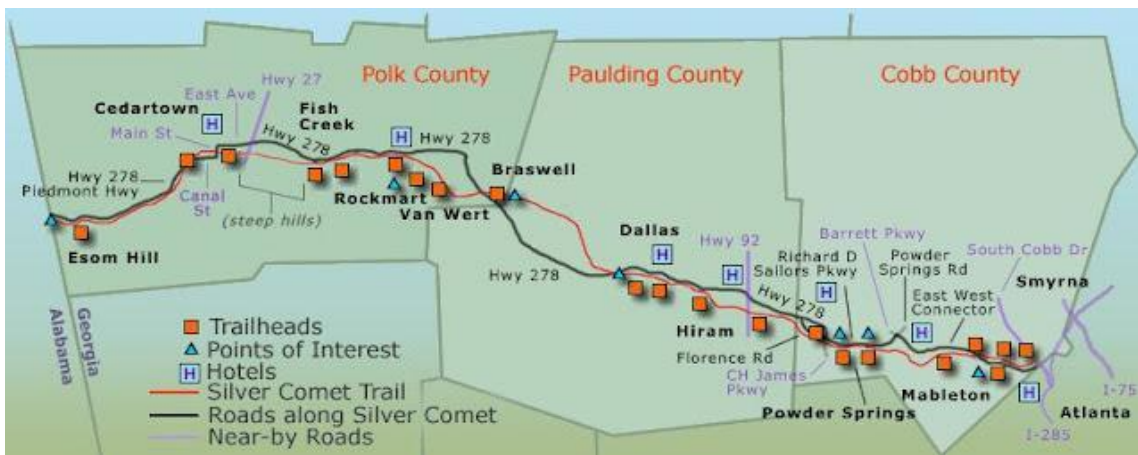 Polk County
Paulding County
Cobb County
Hwy 27
East Ave
Cedartown
Fish
Creek
Main St
Hwy 278
Hwy 278
Hwy 278
Piedmont Hwy
Canal
St
(steep hills)
Rockmart
Van Wert
Braswell
Esom Hill
Dallas
Hwy 92
Hwy 278
Richard D
Sailors Pkwy
Barrett Pkwy
Powder
Springs Rd
South Cobb Dr
Smyrna
East West
Connector
Hwy 278
Hiram
Florence Rd
CH James
Pkwy
Powder Springs
Mableton
I-75
Atlanta
I-285
Alabama
Georgia
Trailheads
Points of Interest
H Hotels
Silver Comet Trail
Roads along Silver Comet
Near-by Roads
H
H
H
H
H
H
H